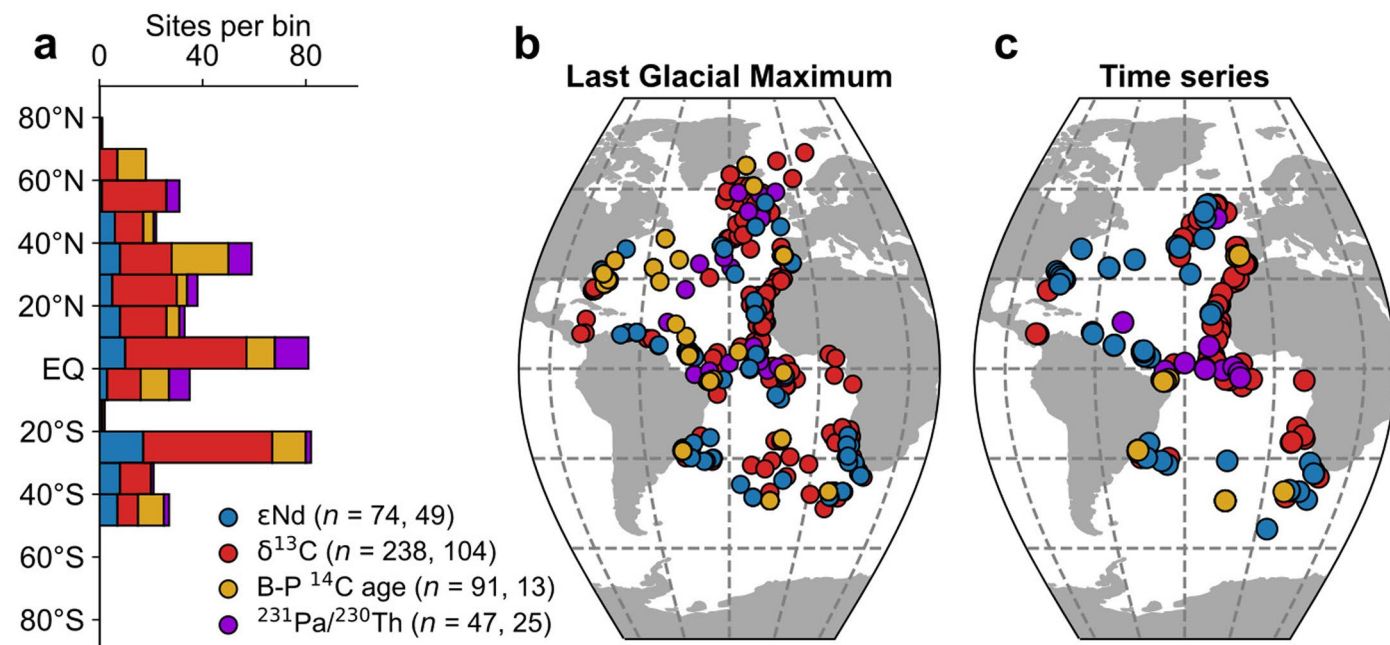 a
Sites per bin
0 40 80
80°N
60°N
40°N
20°N
EQ
20°S
40°S
60°S
80°S
εNd (n = 74, 49)
δ¹³C (n = 238, 104)
B-P ¹⁴C age (n = 91, 13)
²³¹Pa/²³⁰Th (n = 47, 25)
b
Last Glacial Maximum
c
Time series